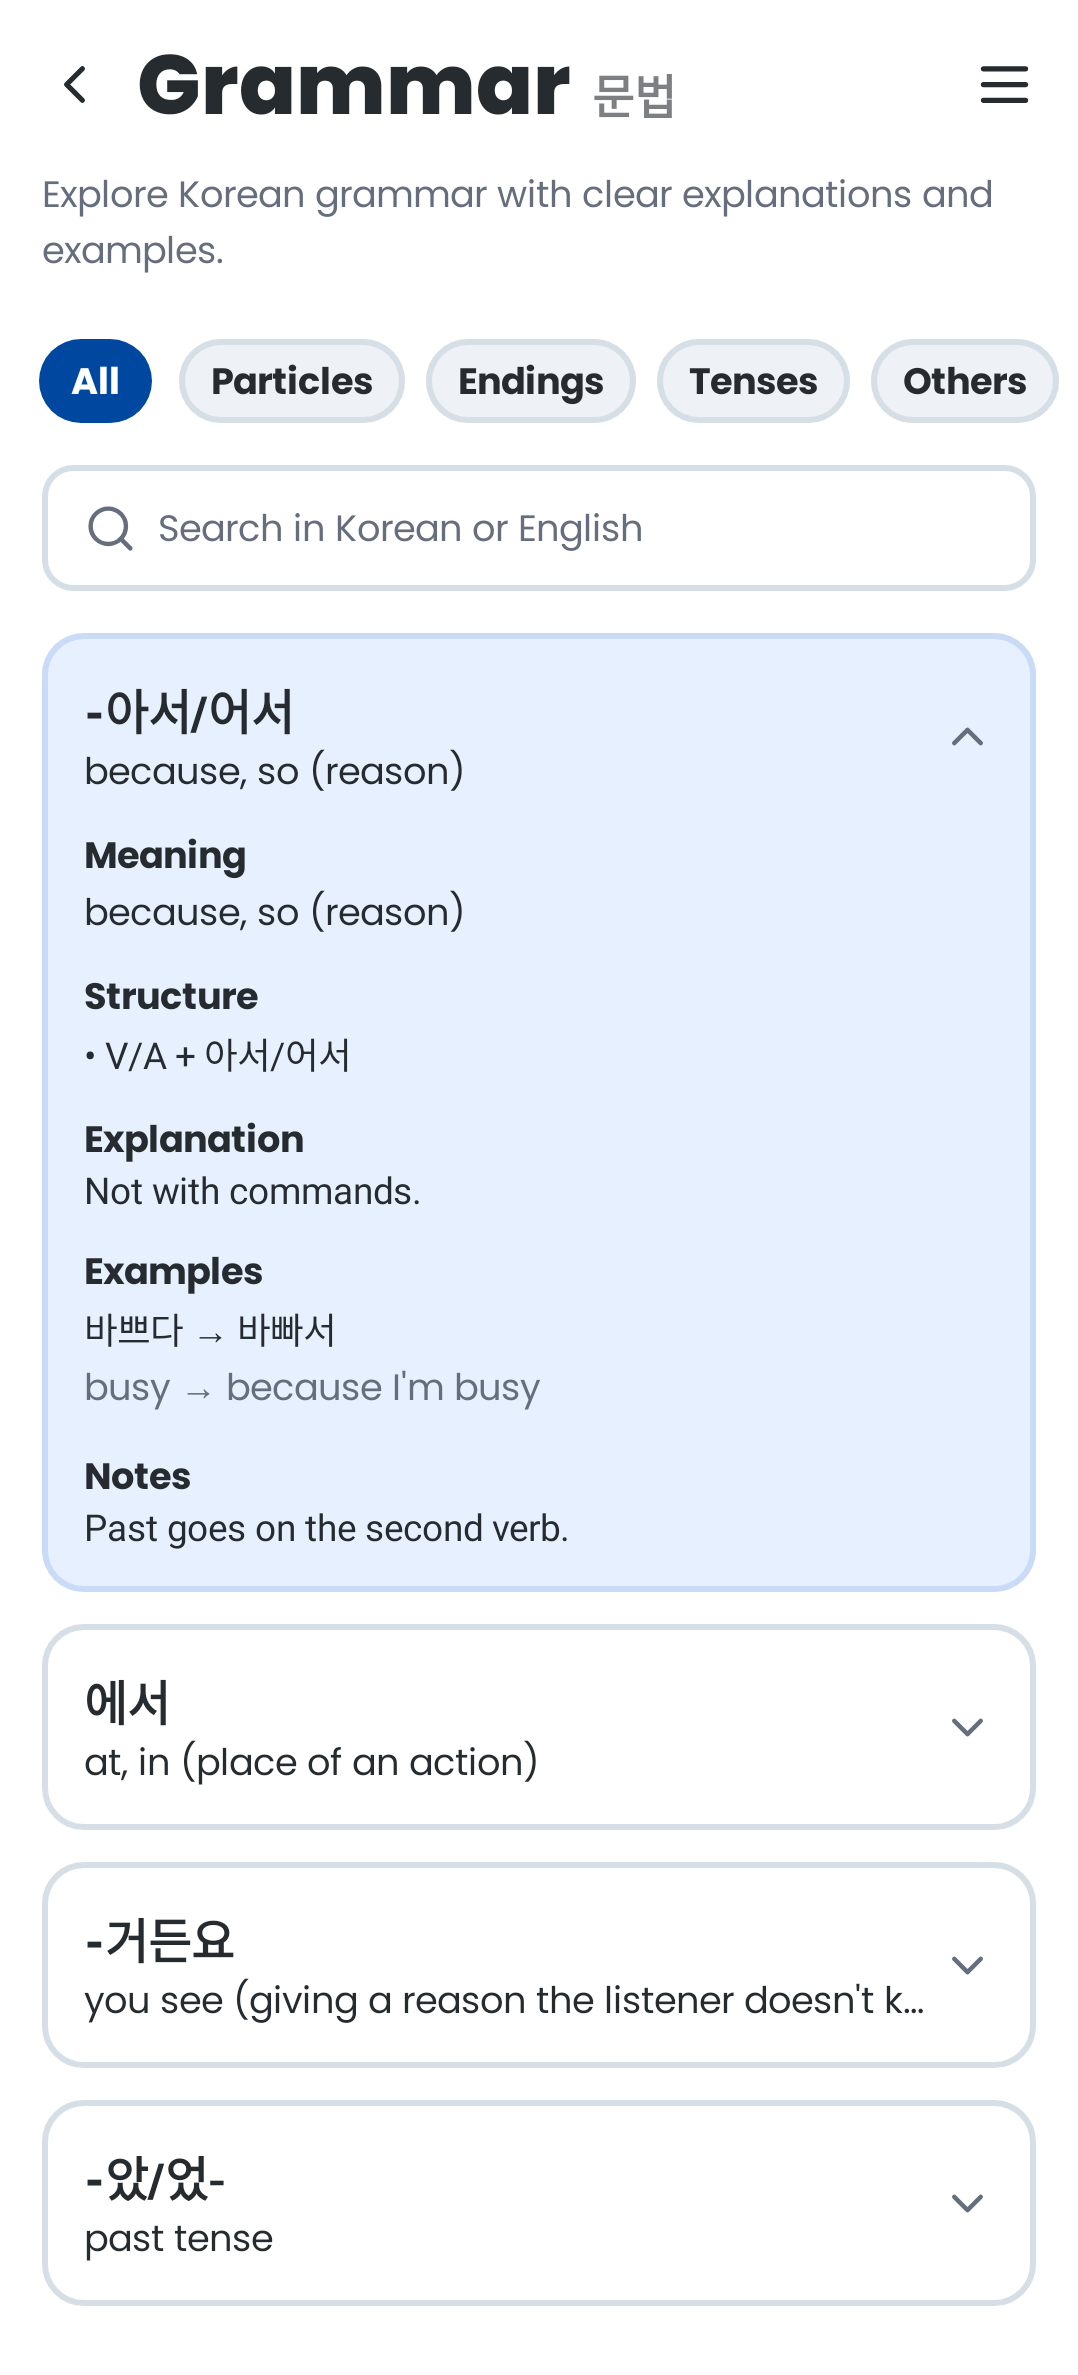 Grammar 문법
Explore Korean grammar with clear explanations and
examples.
All Particles Endings Tenses Others
Search in Korean or English
-아서/어서
because, so (reason)
Meaning
because, so (reason)
Structure
• V/A + 아서/어서
Explanation
Not with commands.
Examples
바쁘다 → 바빠서
busy → because I'm busy
Notes
Past goes on the second verb.
에서
at, in (place of an action)
-거든요
you see (giving a reason the listener doesn't k...
-았/었-
past tense